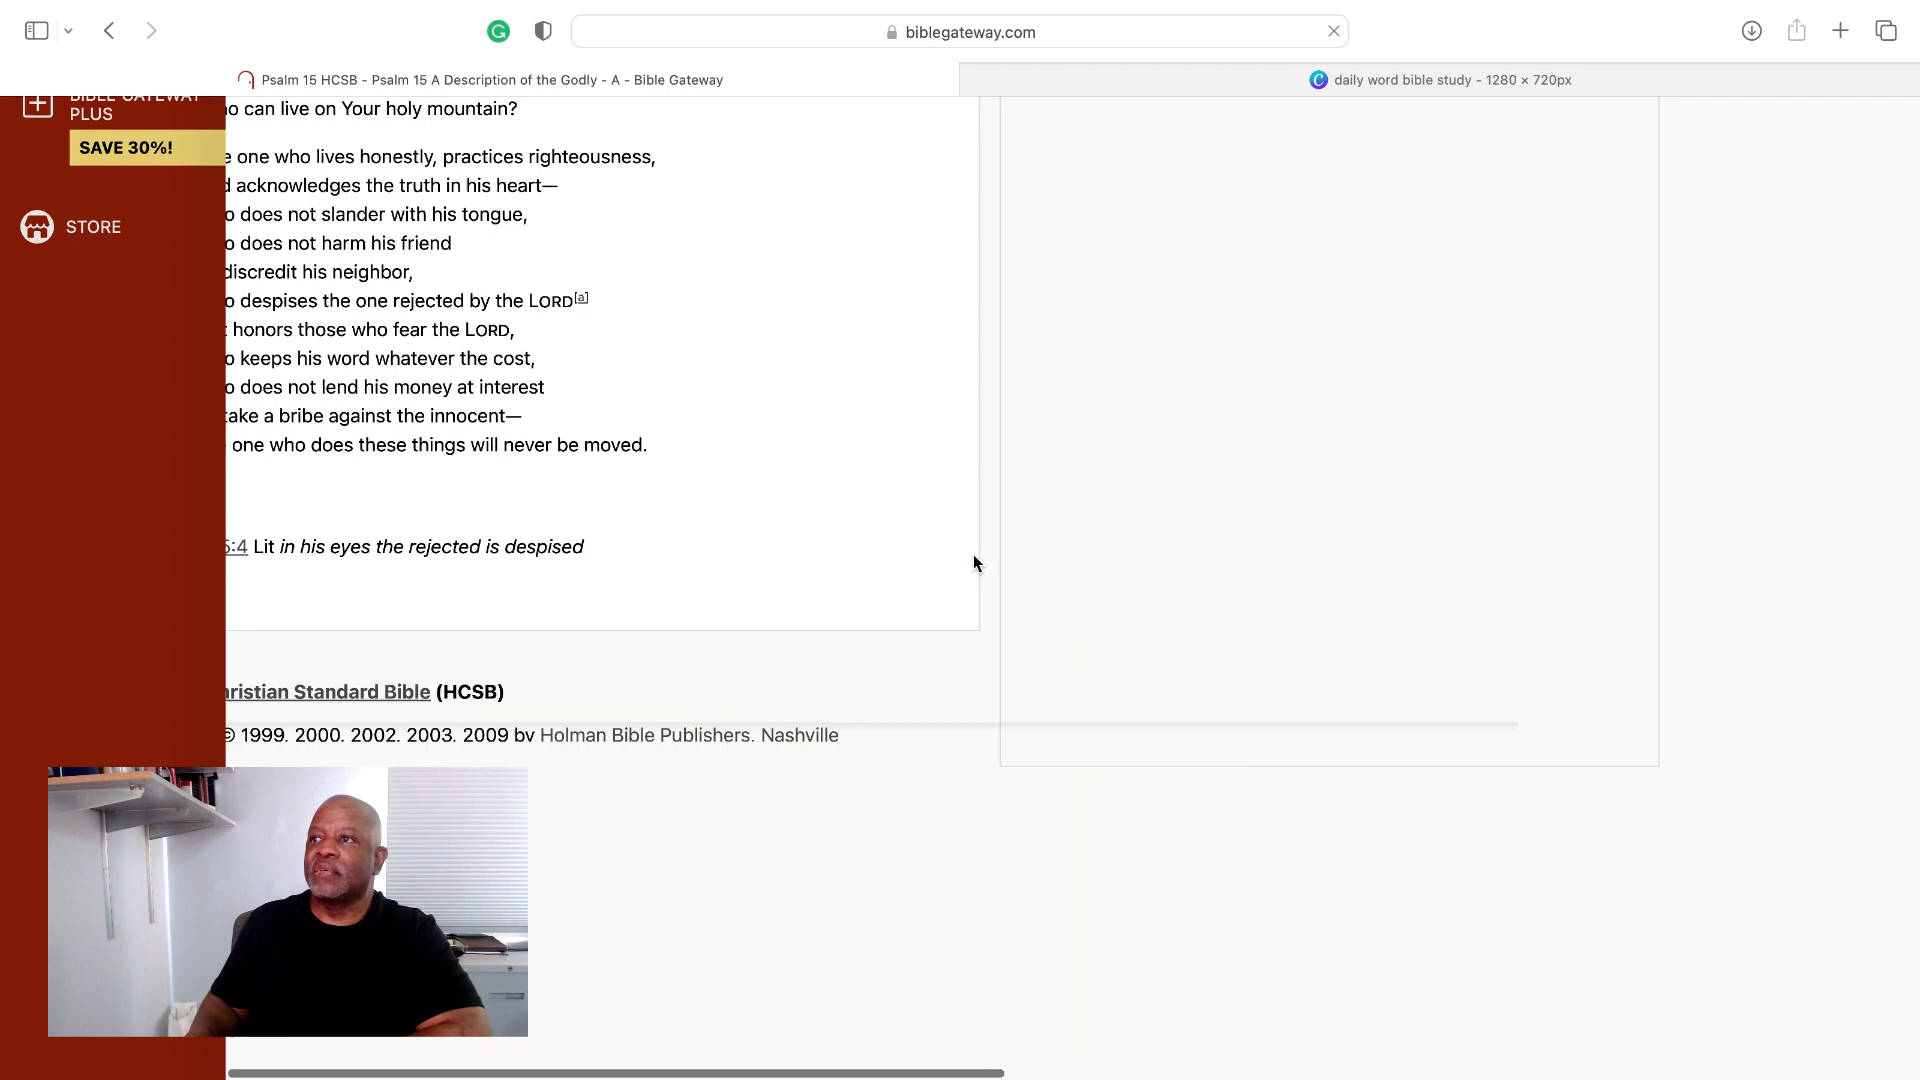 biblegateway.com
Psalm 15 HCSB - Psalm 15 A Description of the Godly - A - Bible Gateway
daily word bible study - 1280 × 720px
BIBLE GATEWAY
PLUS
SAVE 30%!
STORE
can live on Your holy mountain?
one who lives honestly, practices righteousness,
acknowledges the truth in his heart—
does not slander with his tongue,
does not harm his friend
discredit his neighbor,
despises the one rejected by the LORD[a]
honors those who fear the LORD,
keeps his word whatever the cost,
does not lend his money at interest
take a bribe against the innocent—
one who does these things will never be moved.
5:4 Lit in his eyes the rejected is despised
hristian Standard Bible (HCSB)
© 1999, 2000, 2002, 2003, 2009 by Holman Bible Publishers, Nashville